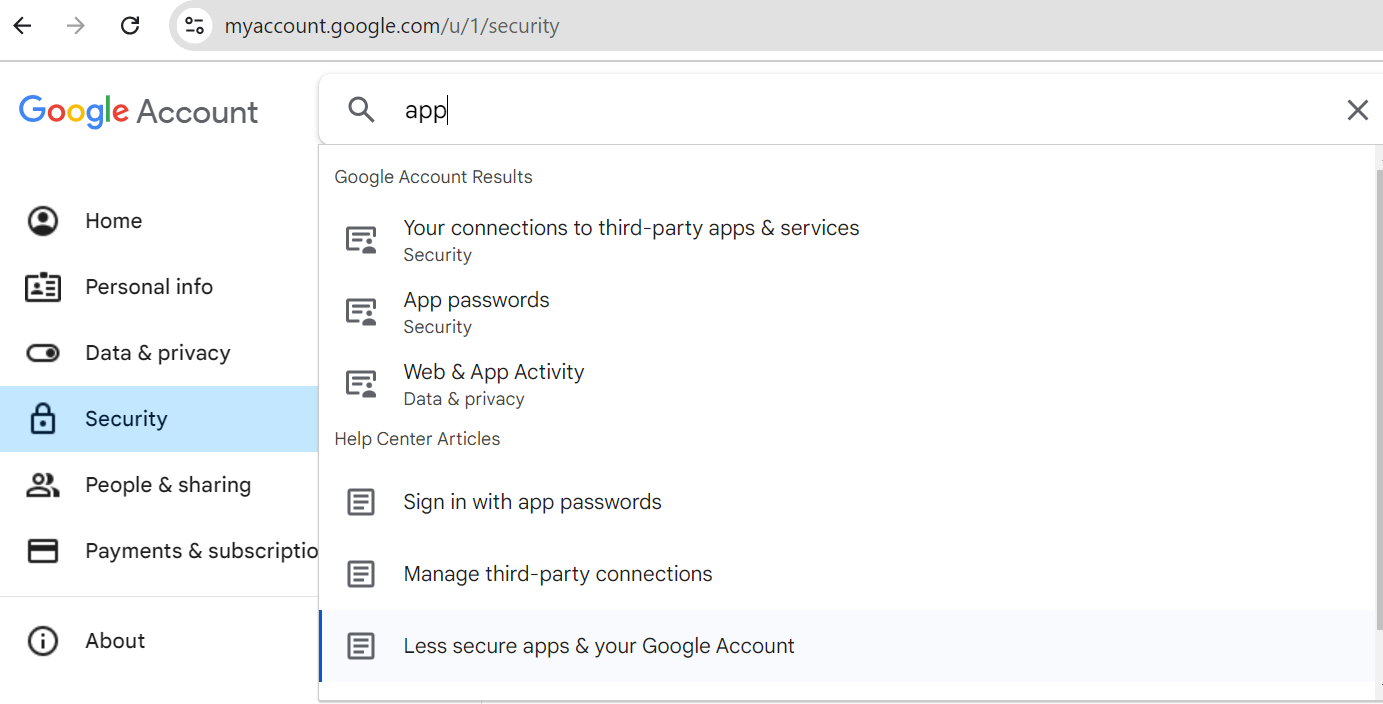 myaccount.google.com/u/1/security
Google Account
app
Google Account Results
Home
Your connections to third-party apps & services
Security
Personal info
App passwords
Security
Data & privacy
Web & App Activity
Data & privacy
Security
Help Center Articles
People & sharing
Sign in with app passwords
Payments & subscriptio
Manage third-party connections
About
Less secure apps & your Google Account